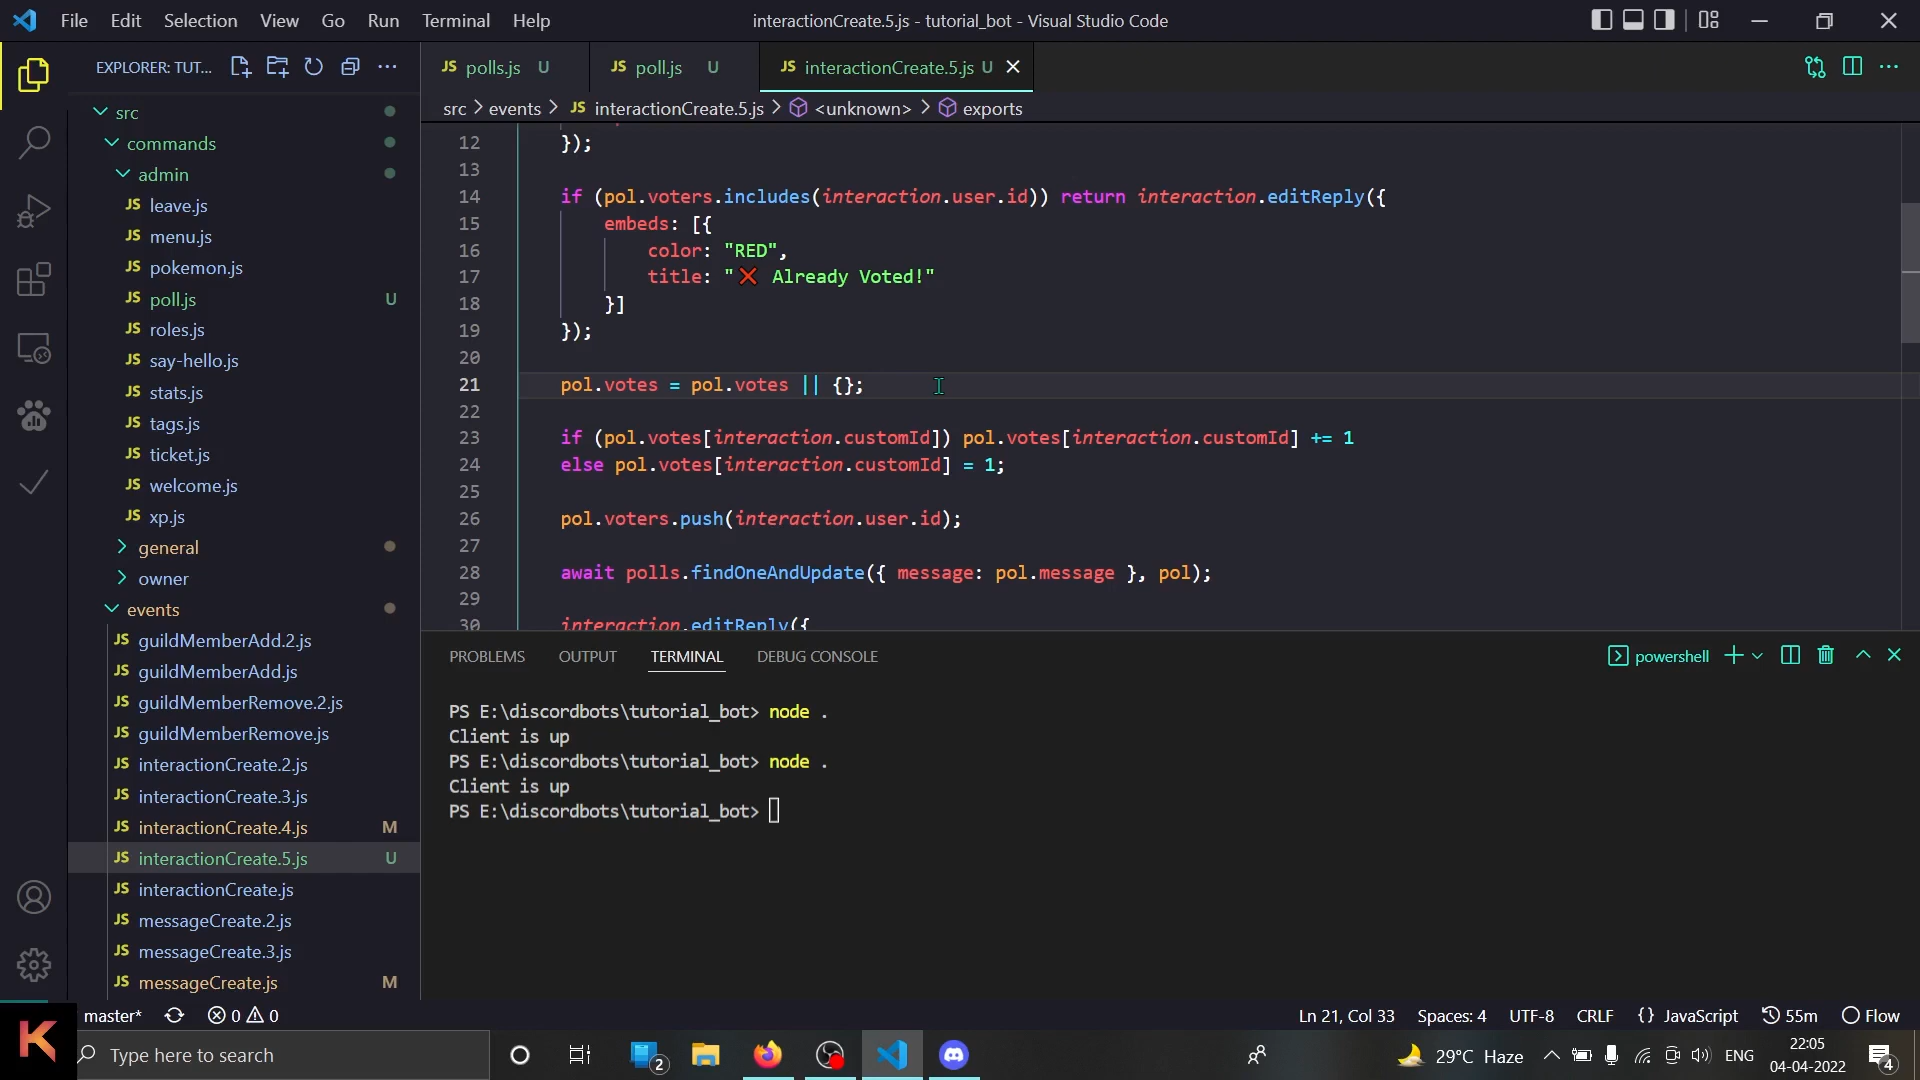 File Edit Selection View Go Run Terminal Help
interactionCreate.5.js - tutorial_bot - Visual Studio Code
EXPLORER: TUT...
JS polls.js U
JS poll.js U
JS interactionCreate.5.js U
src > events > JS interactionCreate.5.js > <unknown> > exports
src
commands
admin
JS leave.js
JS menu.js
JS pokemon.js
JS poll.js U
JS roles.js
JS say-hello.js
JS stats.js
JS tags.js
JS ticket.js
JS welcome.js
JS xp.js
general
owner
events
JS guildMemberAdd.2.js
JS guildMemberAdd.js
JS guildMemberRemove.2.js
JS guildMemberRemove.js
JS interactionCreate.2.js
JS interactionCreate.3.js
JS interactionCreate.4.js M
JS interactionCreate.5.js U
JS interactionCreate.js
JS messageCreate.2.js
JS messageCreate.3.js
JS messageCreate.js M
12 });
13
14 if (pol.voters.includes(interaction.user.id)) return interaction.editReply({
15 embeds: [{
16 color: "RED",
17 title: "❌ Already Voted!"
18 }]
19 });
20
21 pol.votes = pol.votes || {};
22
23 if (pol.votes[interaction.customId]) pol.votes[interaction.customId] += 1
24 else pol.votes[interaction.customId] = 1;
25
26 pol.voters.push(interaction.user.id);
27
28 await polls.findOneAndUpdate({ message: pol.message }, pol);
29
30 interaction.editReply({
PROBLEMS OUTPUT TERMINAL DEBUG CONSOLE
powershell
PS E:\discordbots\tutorial_bot> node .
Client is up
PS E:\discordbots\tutorial_bot> node .
Client is up
PS E:\discordbots\tutorial_bot>
master* 0 0
Ln 21, Col 33 Spaces: 4 UTF-8 CRLF {} JavaScript 55m Flow
K
Type here to search
2
29°C Haze
ENG
22:05
04-04-2022
4